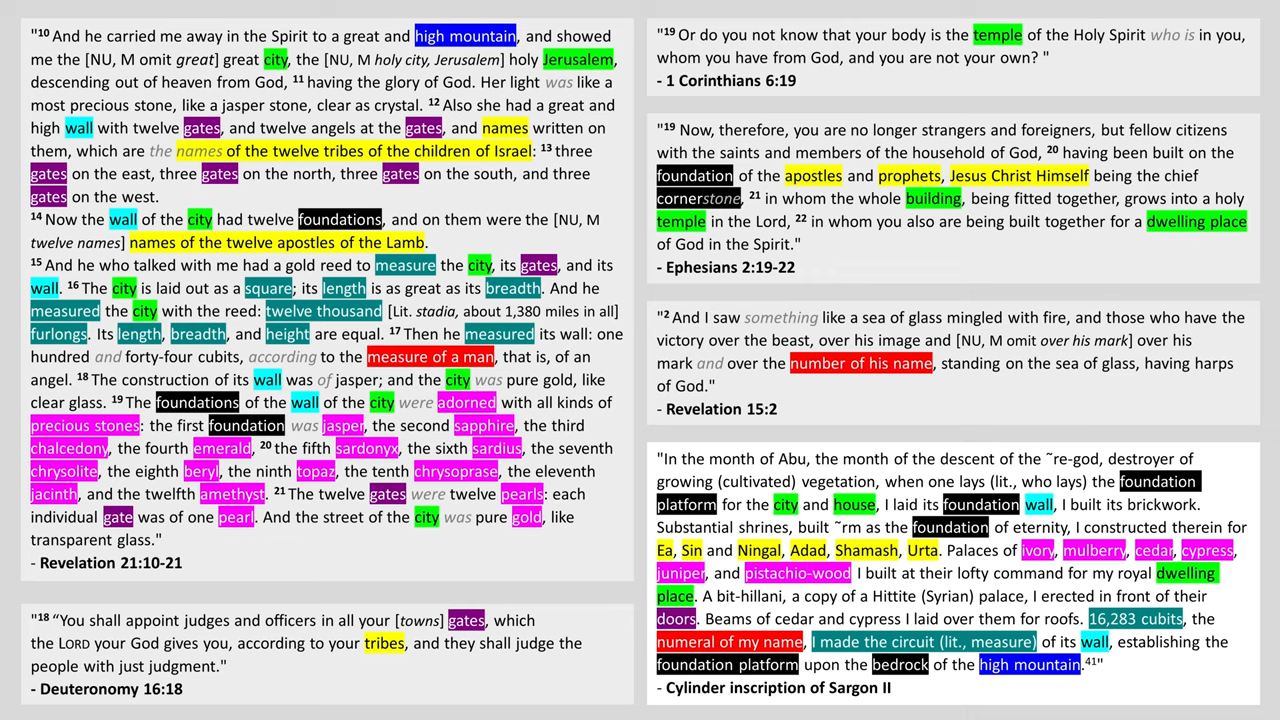 "10 And he carried me away in the Spirit to a great and high mountain, and showed
me the [NU, M omit great] great city, the [NU, M holy city, Jerusalem] holy Jerusalem,
descending out of heaven from God, 11 having the glory of God. Her light was like a
most precious stone, like a jasper stone, clear as crystal. 12 Also she had a great and
high wall with twelve gates, and twelve angels at the gates, and names written on
them, which are the names of the twelve tribes of the children of Israel: 13 three
gates on the east, three gates on the north, three gates on the south, and three
gates on the west.
14 Now the wall of the city had twelve foundations, and on them were the [NU, M
twelve names] names of the twelve apostles of the Lamb.
15 And he who talked with me had a gold reed to measure the city, its gates, and its
wall. 16 The city is laid out as a square; its length is as great as its breadth. And he
measured the city with the reed: twelve thousand [Lit. stadia, about 1,380 miles in all]
furlongs. Its length, breadth, and height are equal. 17 Then he measured its wall: one
hundred and forty-four cubits, according to the measure of a man, that is, of an
angel. 18 The construction of its wall was of jasper; and the city was pure gold, like
clear glass. 19 The foundations of the wall of the city were adorned with all kinds of
precious stones: the first foundation was jasper, the second sapphire, the third
chalcedony, the fourth emerald, 20 the fifth sardonyx, the sixth sardius, the seventh
chrysolite, the eighth beryl, the ninth topaz, the tenth chrysoprase, the eleventh
jacinth, and the twelfth amethyst. 21 The twelve gates were twelve pearls: each
individual gate was of one pearl. And the street of the city was pure gold, like
transparent glass."
- Revelation 21:10-21
"18 “You shall appoint judges and officers in all your [towns] gates, which
the LORD your God gives you, according to your tribes, and they shall judge the
people with just judgment."
- Deuteronomy 16:18
"19 Or do you not know that your body is the temple of the Holy Spirit who is in you,
whom you have from God, and you are not your own? "
- 1 Corinthians 6:19
"19 Now, therefore, you are no longer strangers and foreigners, but fellow citizens
with the saints and members of the household of God, 20 having been built on the
foundation of the apostles and prophets, Jesus Christ Himself being the chief
cornerstone, 21 in whom the whole building, being fitted together, grows into a holy
temple in the Lord, 22 in whom you also are being built together for a dwelling place
of God in the Spirit."
- Ephesians 2:19-22
"2 And I saw something like a sea of glass mingled with fire, and those who have the
victory over the beast, over his image and [NU, M omit over his mark] over his
mark and over the number of his name, standing on the sea of glass, having harps
of God."
- Revelation 15:2
"In the month of Abu, the month of the descent of the ˜re-god, destroyer of
growing (cultivated) vegetation, when one lays (lit., who lays) the foundation
platform for the city and house, I laid its foundation wall, I built its brickwork.
Substantial shrines, built ˜rm as the foundation of eternity, I constructed therein for
Ea, Sin and Ningal, Adad, Shamash, Urta. Palaces of ivory, mulberry, cedar, cypress,
juniper, and pistachio-wood I built at their lofty command for my royal dwelling
place. A bit-hillani, a copy of a Hittite (Syrian) palace, I erected in front of their
doors. Beams of cedar and cypress I laid over them for roofs. 16,283 cubits, the
numeral of my name, I made the circuit (lit., measure) of its wall, establishing the
foundation platform upon the bedrock of the high mountain.41"
- Cylinder inscription of Sargon II